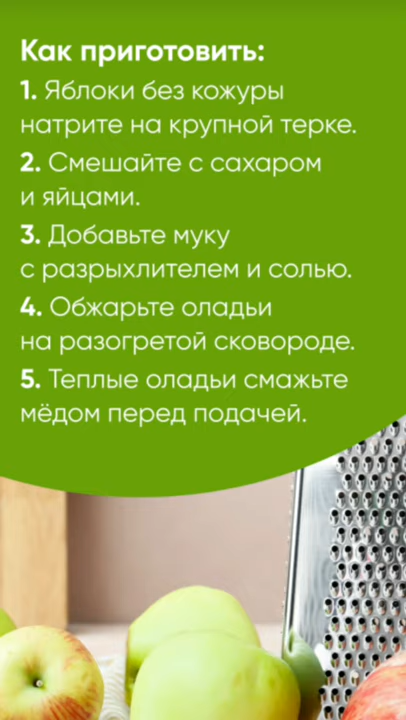 Как приготовить:
1. Яблоки без кожуры
натрите на крупной терке.
2. Смешайте с сахаром
и яйцами.
3. Добавьте муку
с разрыхлителем и солью.
4. Обжарьте оладьи
на разогретой сковороде.
5. Теплые оладьи смажьте
мёдом перед подачей.